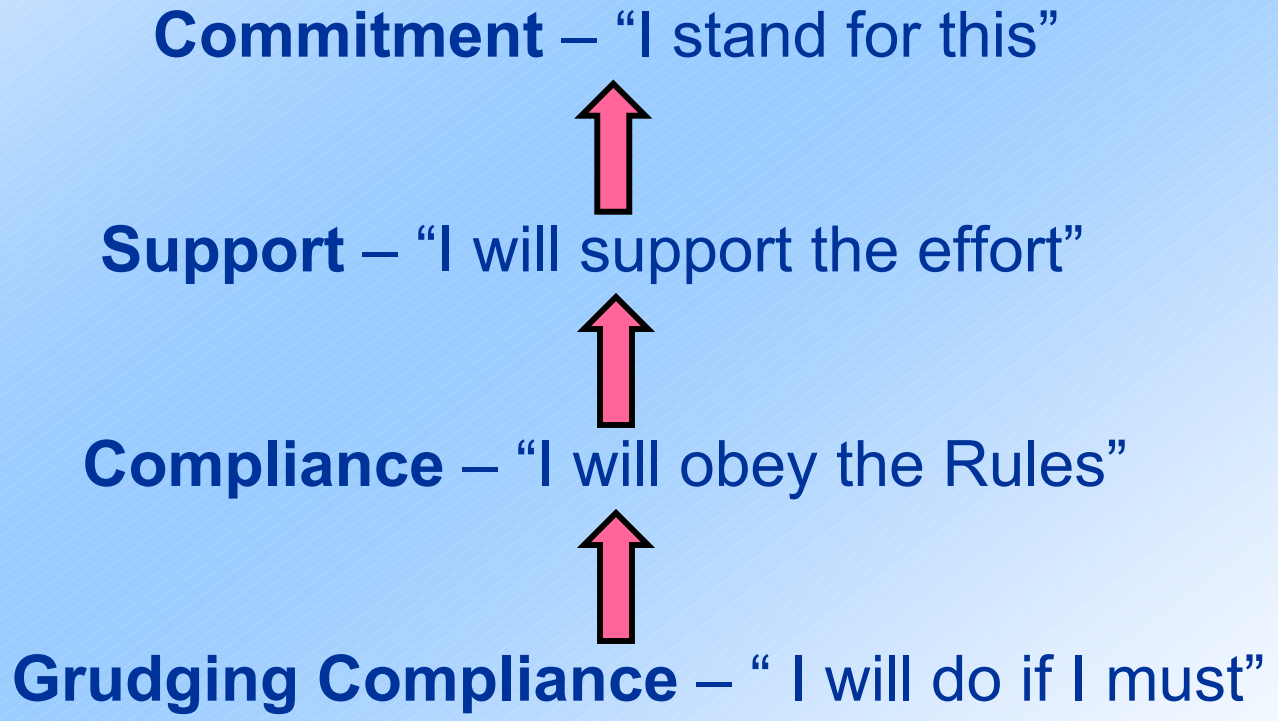 Commitment – “I stand for this”
Support – “I will support the effort”
Compliance – “I will obey the Rules”
Grudging Compliance – “ I will do if I must”